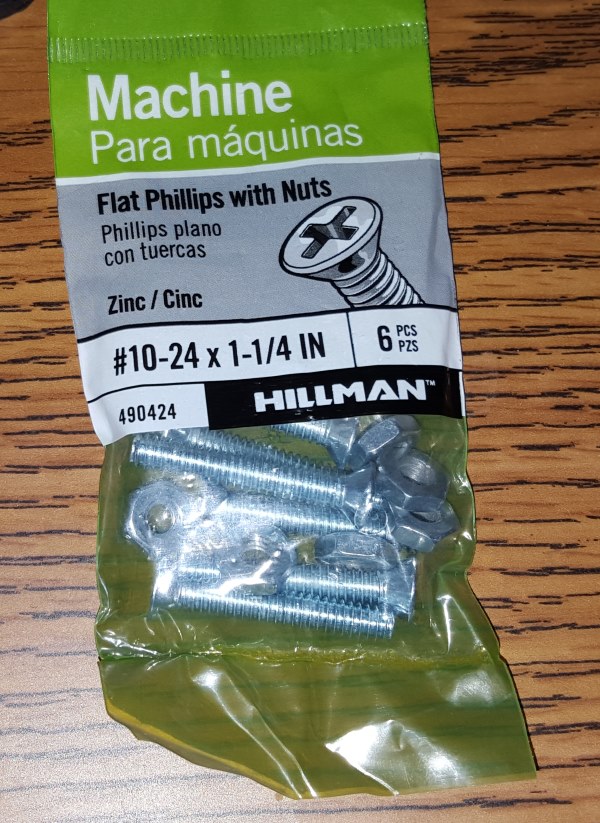 Machine
Para máquinas
Flat Phillips with Nuts
Phillips plano
con tuercas
Zinc / Cinc
#10-24 x 1-1/4 IN
6 PCS
PZS
490424
HILLMAN™